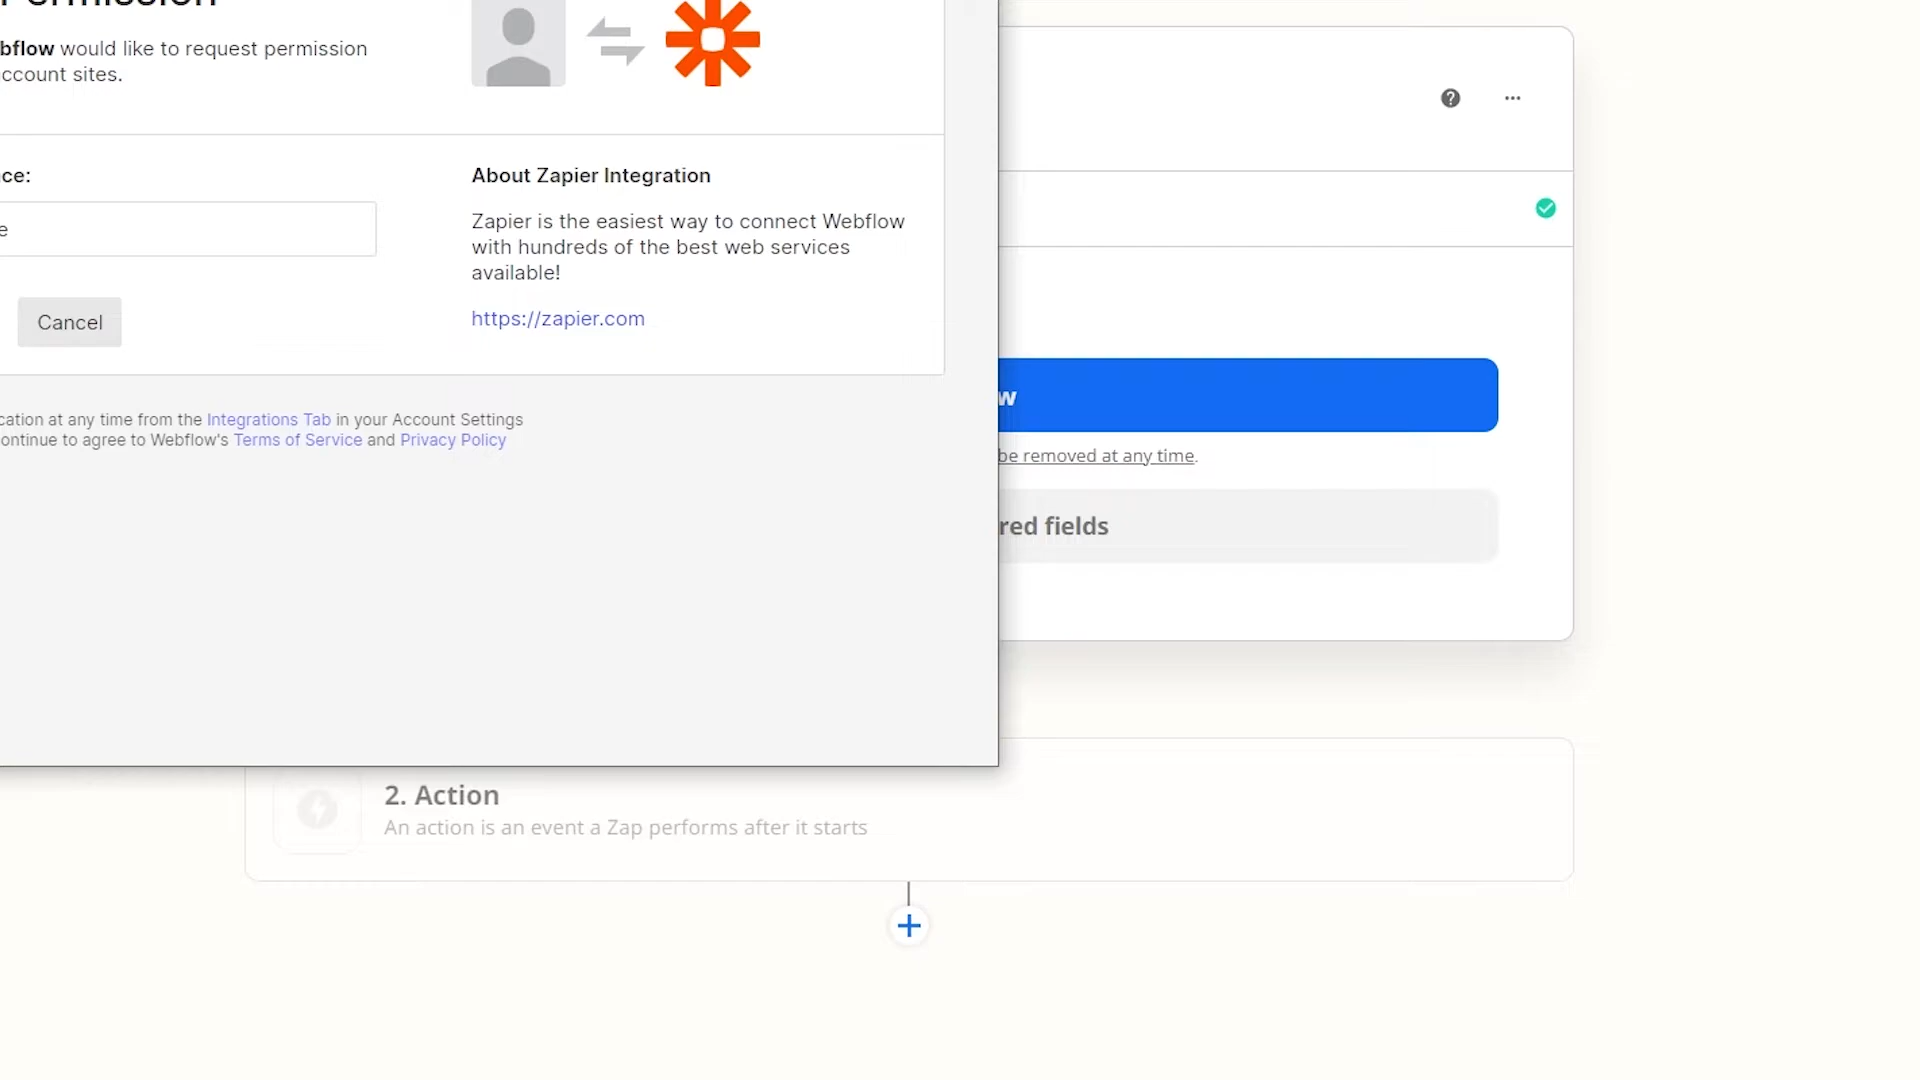 bflow would like to request permission
ccount sites.
ce:
e
Cancel
About Zapier Integration
Zapier is the easiest way to connect Webflow
with hundreds of the best web services
available!
https://zapier.com
cation at any time from the Integrations Tab in your Account Settings
ontinue to agree to Webflow's Terms of Service and Privacy Policy
w
be removed at any time.
red fields
2. Action
An action is an event a Zap performs after it starts